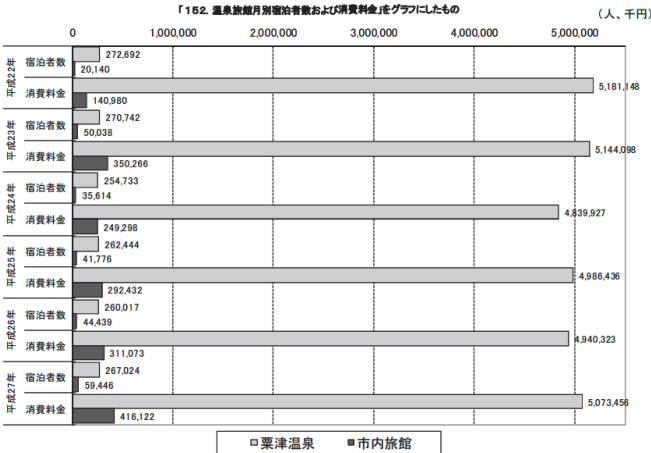 「152. 温泉旅館月別宿泊者数および消費料金」をグラフにしたもの
(人、千円)
0 1,000,000 2,000,000 3,000,000 4,000,000 5,000,000
平成22年
宿泊者数
272,692
20,140
消費料金
5,181,148
140,980
平成23年
宿泊者数
270,742
50,038
消費料金
5,144,098
350,266
平成24年
宿泊者数
254,733
35,614
消費料金
4,839,927
249,298
平成25年
宿泊者数
262,444
41,776
消費料金
4,986,436
292,432
平成26年
宿泊者数
260,017
44,439
消費料金
4,940,323
311,073
平成27年
宿泊者数
267,024
59,446
消費料金
5,073,456
416,122
粟津温泉 市内旅館